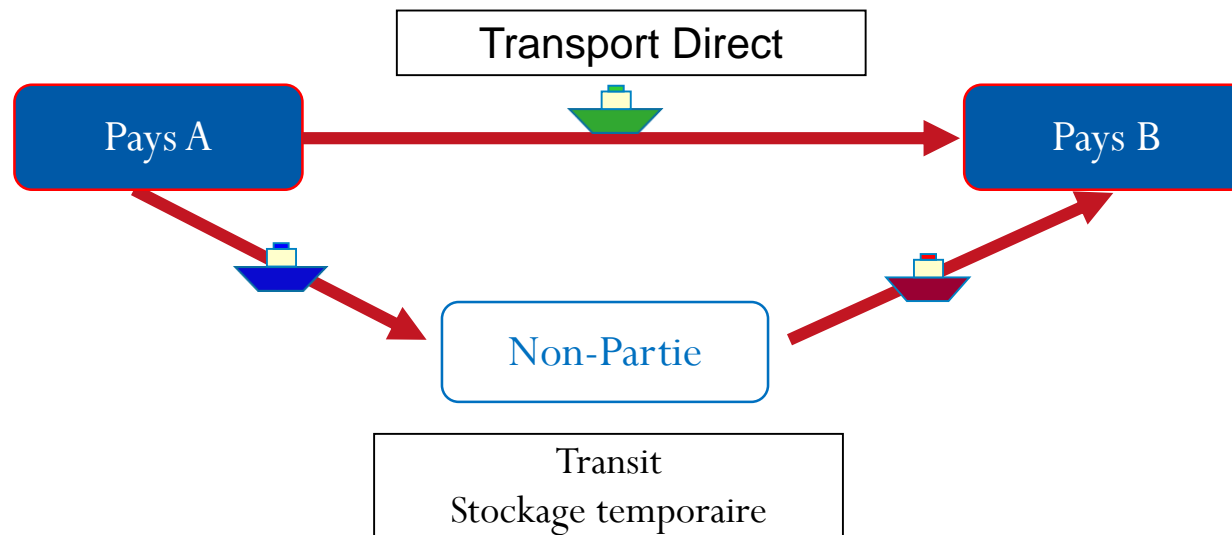 Transport Direct
Pays A
Pays B
Non-Partie
Transit
Stockage temporaire